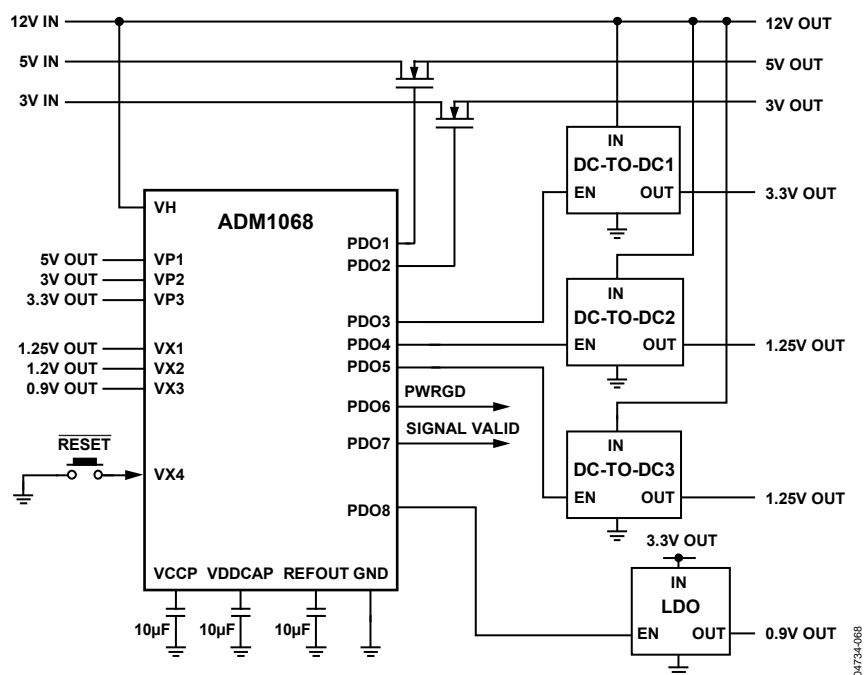 12V IN
12V OUT
5V IN
5V OUT
3V IN
3V OUT
IN
DC-TO-DC1
EN OUT
3.3V OUT
VH
ADM1068
PDO1
PDO2
5V OUT
VP1
3V OUT
VP2
3.3V OUT
VP3
IN
DC-TO-DC2
EN OUT
1.25V OUT
PDO3
PDO4
PDO5
1.25V OUT
VX1
1.2V OUT
VX2
0.9V OUT
VX3
PDO6
PWRGD
PDO7
SIGNAL VALID
RESET
VX4
IN
DC-TO-DC3
EN OUT
1.25V OUT
PDO8
3.3V OUT
IN
LDO
EN OUT
0.9V OUT
VCCP VDDCAP REFOUT GND
10µF 10µF 10µF
04734-068